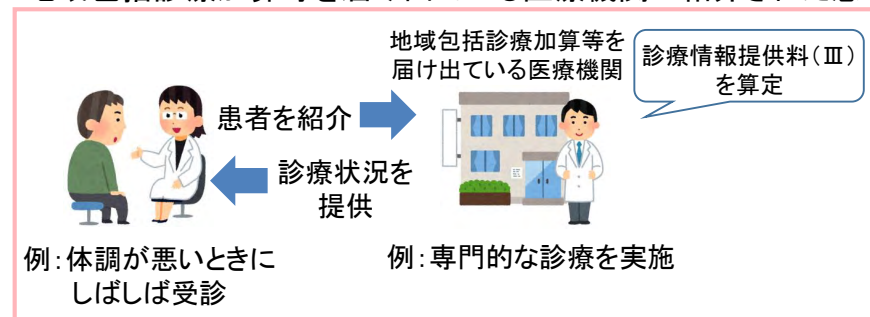 地域包括診療加算等を
届け出ている医療機関
診療情報提供料(Ⅲ)
を算定
患者を紹介
診療状況を
提供
例:体調が悪いときに
しばしば受診
例:専門的な診療を実施